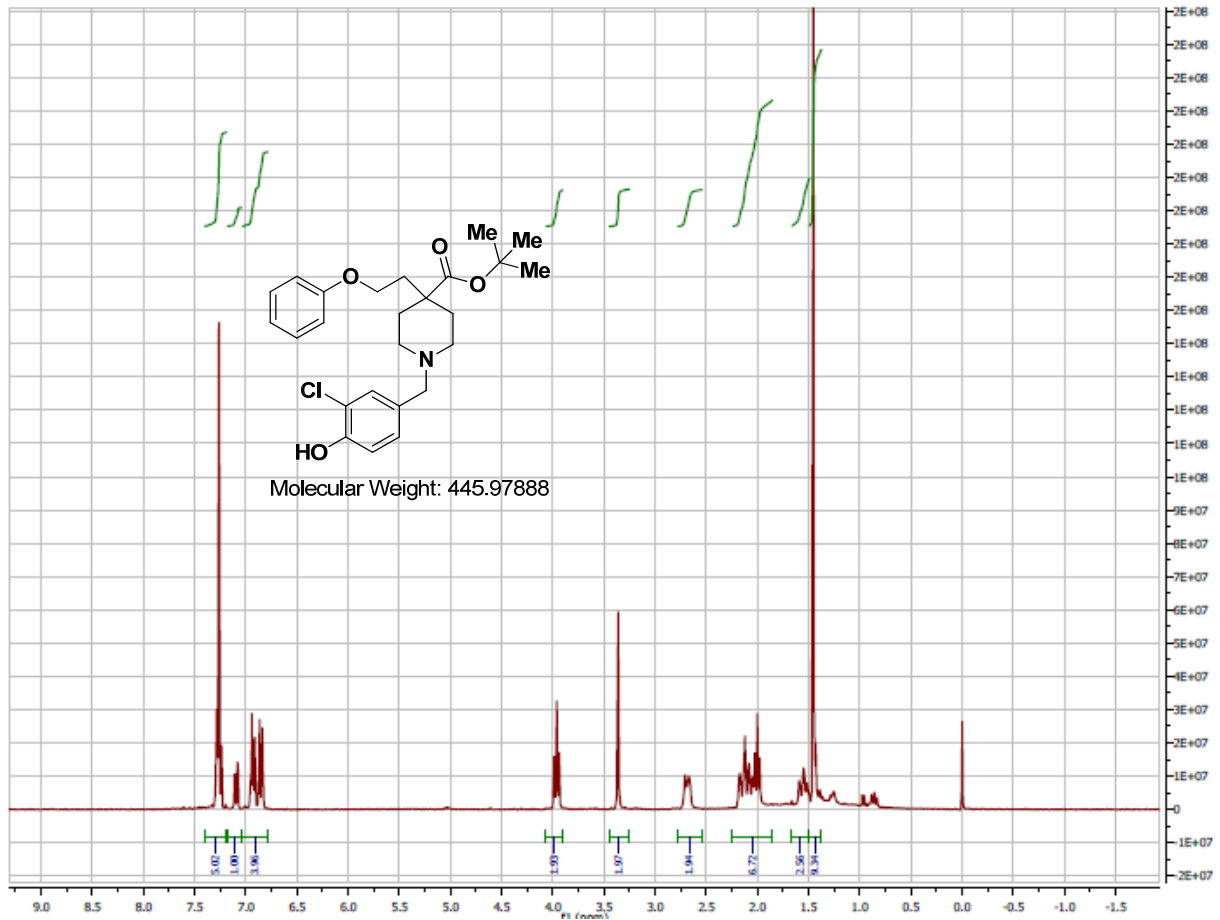 2E+08
2E+08
2E+08
2E+08
2E+08
2E+08
2E+08
2E+08
2E+08
2E+08
1E+08
1E+08
1E+08
1E+08
1E+08
9E+07
8E+07
7E+07
6E+07
5E+07
4E+07
3E+07
2E+07
1E+07
0
-1E+07
-2E+07
Me
Me
Me
O
O
O
N
Cl
HO
Molecular Weight: 445.97888
5.02
1.00
3.96
1.93
1.97
1.94
6.72
2.56
9.34
9.0 8.5 8.0 7.5 7.0 6.5 6.0 5.5 5.0 4.5 4.0 3.5 3.0 2.5 2.0 1.5 1.0 0.5 0.0 -0.5 -1.0 -1.5
f1 (ppm)